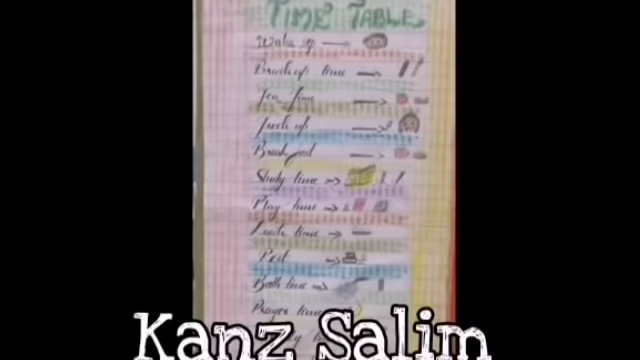 TIME TABLE
Wake up
Brush up time
Tea time
Fresh up
Breakfast
Study time
Play time
Lunch time
Rest
Bath time
Prayer time
Kanz Salim